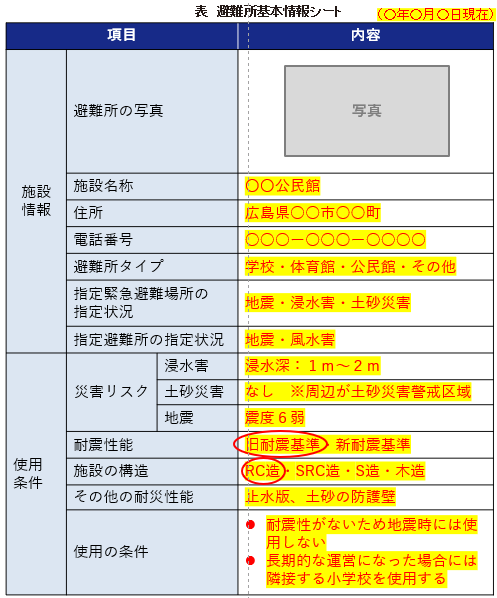 表　避難所基本情報シート
(〇年〇月〇日現在)
項目　内容
避難所の写真　写真
施設
情報
施設名称　〇〇公民館
住所　広島県〇〇市〇〇町
電話番号　〇〇〇－〇〇〇－〇〇〇〇
避難所タイプ　学校・体育館・公民館・その他
指定緊急避難場所の
指定状況　地震・浸水害・土砂災害
指定避難所の指定状況　地震・風水害
使用
条件
災害リスク
浸水害　浸水深：１ｍ～２ｍ
土砂災害　なし　※周辺が土砂災害警戒区域
地震　震度６弱
耐震性能　旧耐震基準・新耐震基準
施設の構造　RC造・SRC造・S造・木造
その他の耐災性能　止水版、土砂の防護壁
使用の条件
● 耐震性がないため地震時には使
用しない
● 長期的な運営になった場合には
隣接する小学校を使用する